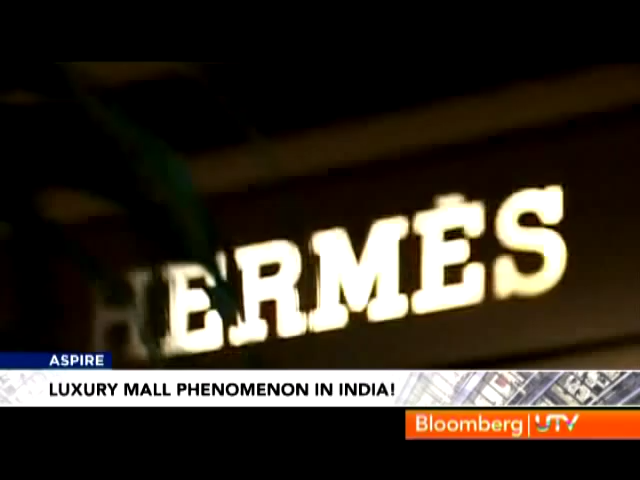 HERMÈS
ASPIRE
LUXURY MALL PHENOMENON IN INDIA!
Bloomberg | UTV